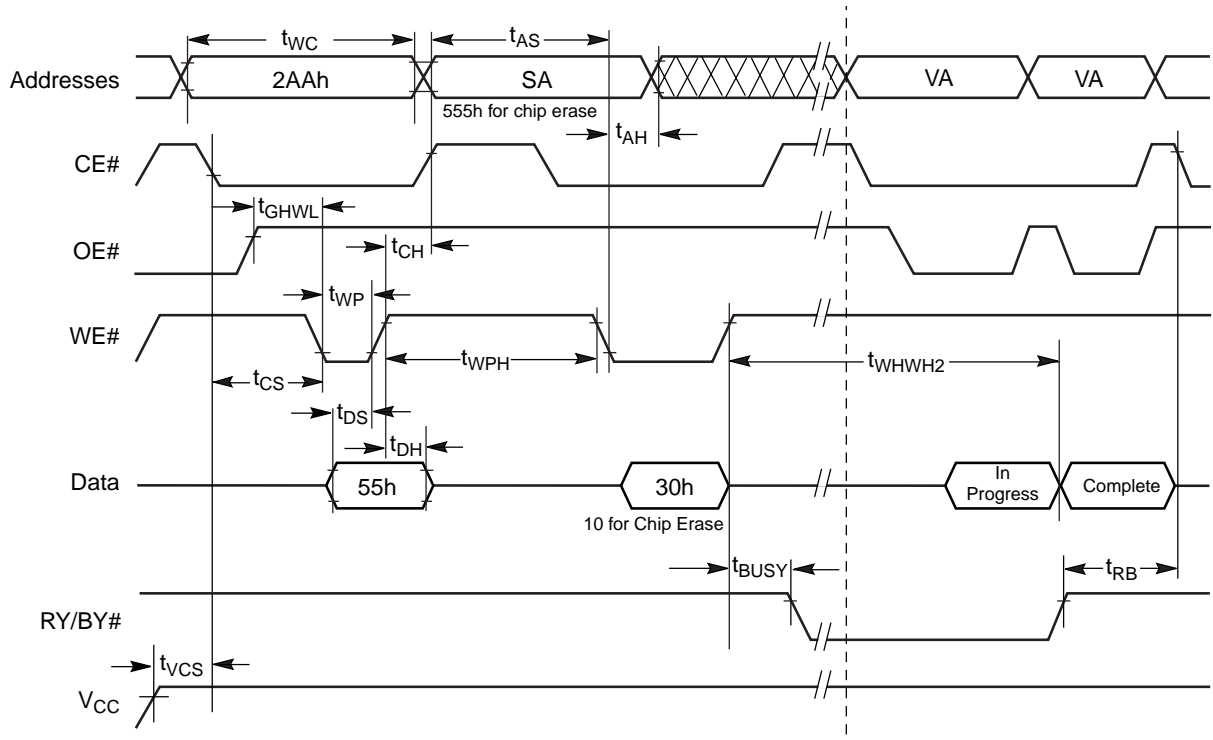 tWC
tAS
Addresses
2AAh
SA
VA
VA
555h for chip erase
tAH
CE#
tGHWL
OE#
tCH
tWP
WE#
tWPH
tWHWH2
tCS
tDS
tDH
Data
55h
30h
In
Progress
Complete
10 for Chip Erase
tBUSY
tRB
RY/BY#
tVCS
VCC